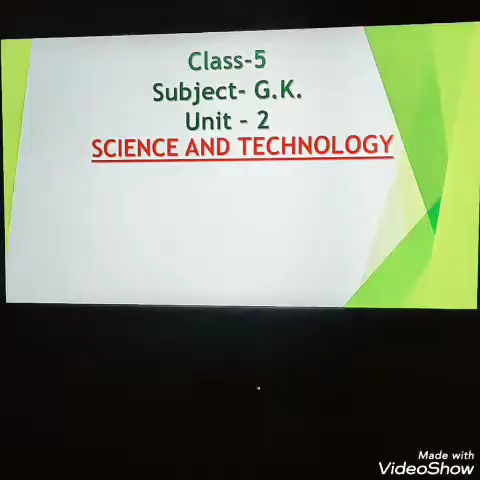 Class-5
Subject- G.K.
Unit - 2
SCIENCE AND TECHNOLOGY
Made with
VideoShow